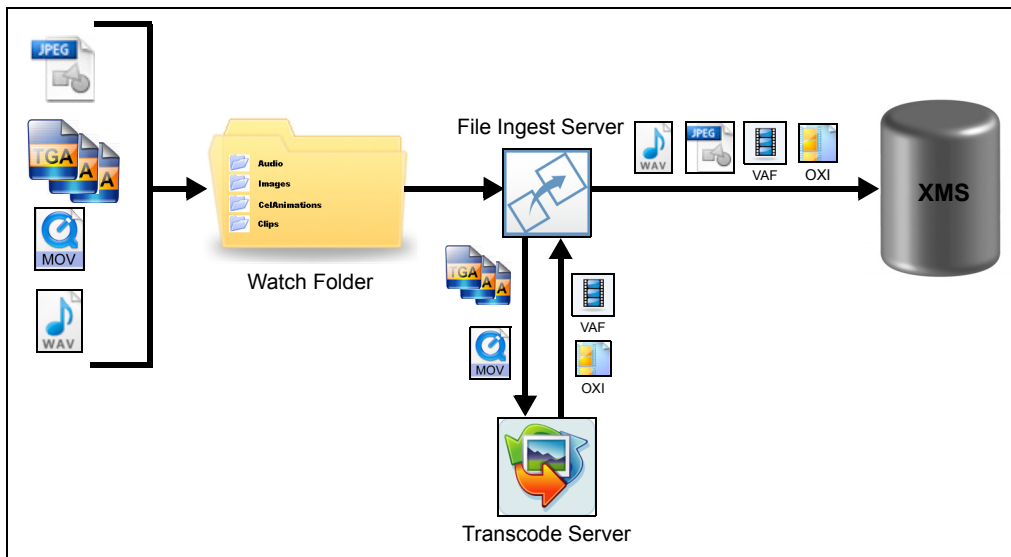 JPEG
TGA A A
MOV
WAV
Audio
Images
CelAnimations
Clips
Watch Folder
File Ingest Server
WAV
JPEG
VAF
OXI
XMS
TGA A A
MOV
VAF
OXI
Transcode Server